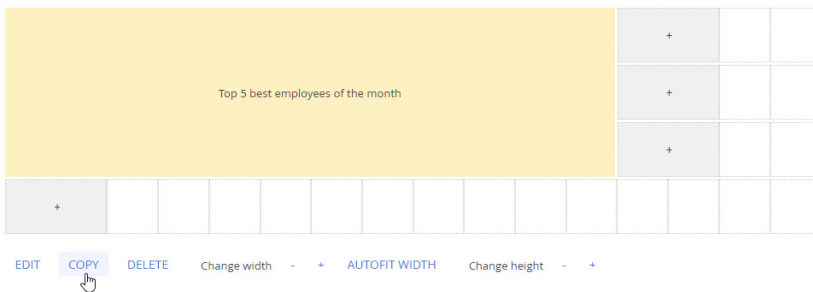 +
Top 5 best employees of the month
+
+
+
EDIT COPY DELETE Change width - + AUTOFIT WIDTH Change height - +